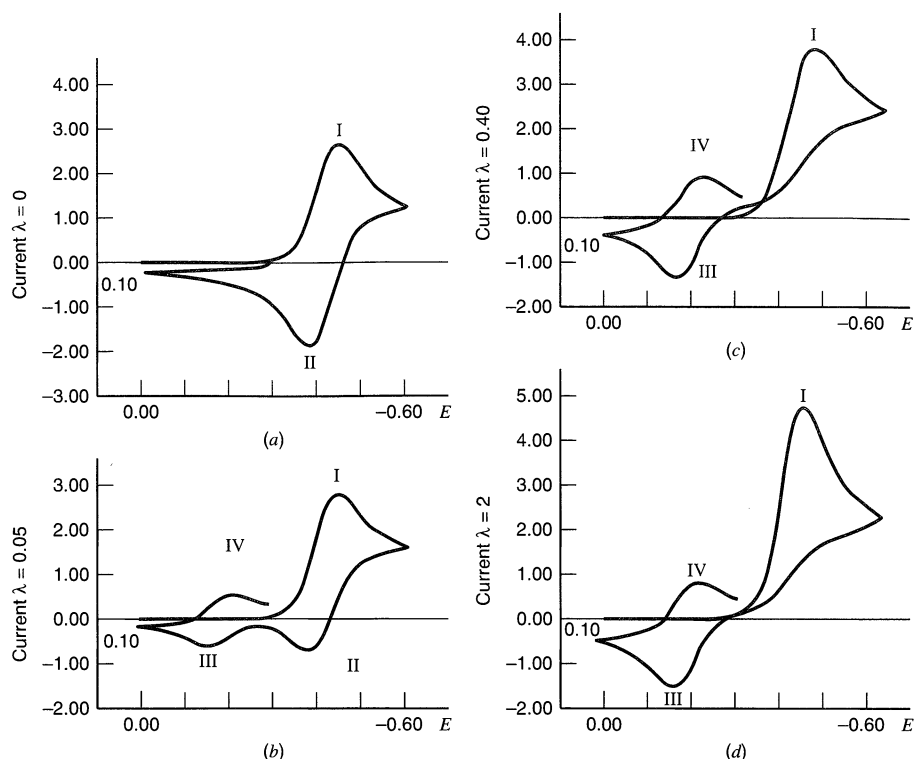 4.00
I
3.00
2.00
1.00
0.00
0.10
−1.00
−2.00
II
−3.00
Current λ = 0
0.00
−0.60
E
(a)
3.00
I
2.00
IV
1.00
0.00
0.10
−1.00
III
II
−2.00
Current λ = 0.05
0.00
−0.60
E
(b)
4.00
I
3.00
2.00
IV
1.00
0.00
0.10
−1.00
III
−2.00
Current λ = 0.40
0.00
−0.60
E
(c)
5.00
I
4.00
3.00
2.00
IV
1.00
0.00
0.10
−1.00
III
−2.00
Current λ = 2
0.00
−0.60
E
(d)